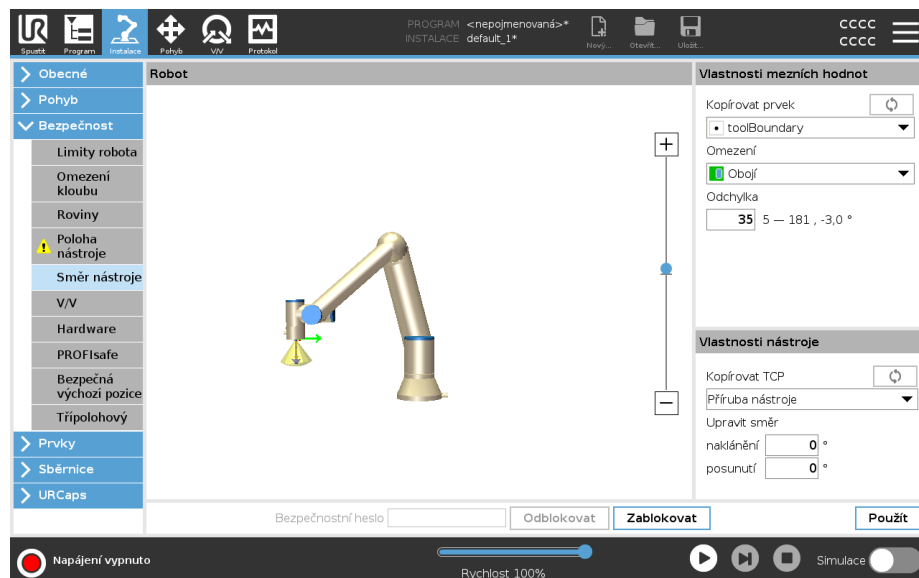 PROGRAM <nepojmenovaná>*
INSTALACE default_1*
Spustit
Program
Instalace
Pohyb
V/V
Protokol
Nový...
Otevřít...
Uložit...
cccc
cccc
Obecné
Pohyb
Bezpečnost
Limity robota
Omezení
kloubu
Roviny
Poloha
nástroje
Směr nástroje
V/V
Hardware
PROFIsafe
Bezpečná
výchozí pozice
Třípolohový
Prvky
Sběrnice
URCaps
Robot
Vlastnosti mezních hodnot
Kopírovat prvek
toolBoundary
Omezení
Obojí
Odchylka
35 5 — 181 , -3,0 °
Vlastnosti nástroje
Kopírovat TCP
Příruba nástroje
Upravit směr
naklánění 0 °
posunutí 0 °
Bezpečnostní heslo
Odblokovat
Zablokovat
Použít
Napájení vypnuto
Rychlost 100%
Simulace